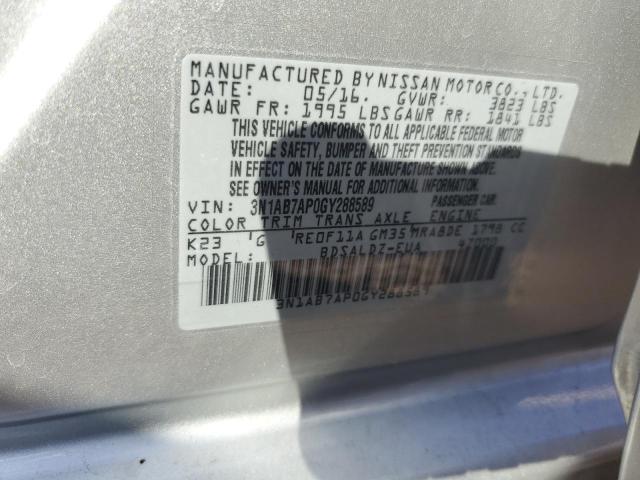 MANUFACTURED BY NISSAN MOTOR CO., LTD.
DATE: 05/16. GVWR: 3823 LBS
GAWR FR: 1995 LBS GAWR RR: 1841 LBS
THIS VEHICLE CONFORMS TO ALL APPLICABLE FEDERAL MOTOR
VEHICLE SAFETY, BUMPER AND THEFT PREVENTION STANDARDS
IN EFFECT ON THE DATE OF MANUFACTURE SHOWN ABOVE.
SEE OWNER'S MANUAL FOR ADDITIONAL INFORMATION.
VIN: 3N1AB7AP0GY288589 PASSENGER CAR.
COLOR TRIM TRANS AXLE ENGINE
K23 'G 'RE0F11A GM35 'MRA8DE 1798 CC
MODEL: BDSALDZ-EUA 47000
3N1AB7AP0GY288589